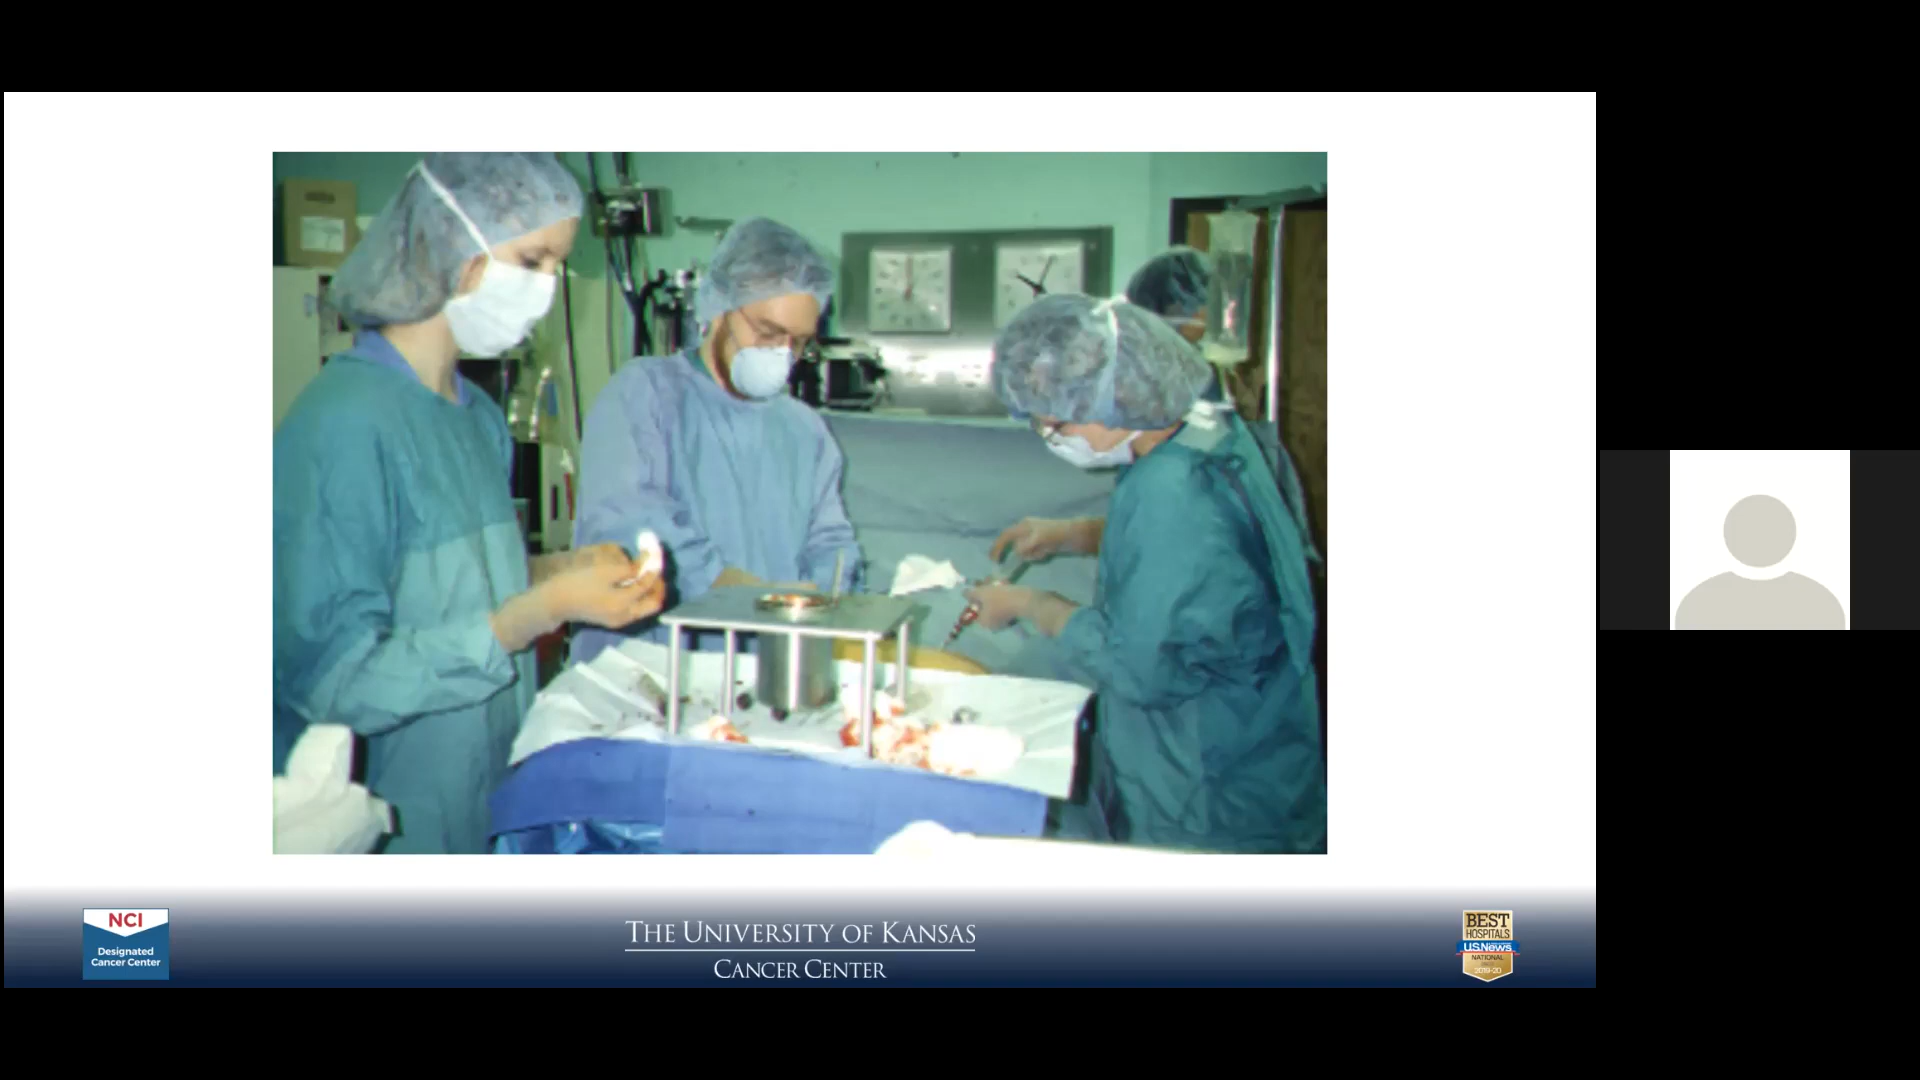 NCI
Designated
Cancer Center
THE UNIVERSITY OF KANSAS
CANCER CENTER
BEST
HOSPITALS
U.S.News
NATIONAL
2019-20